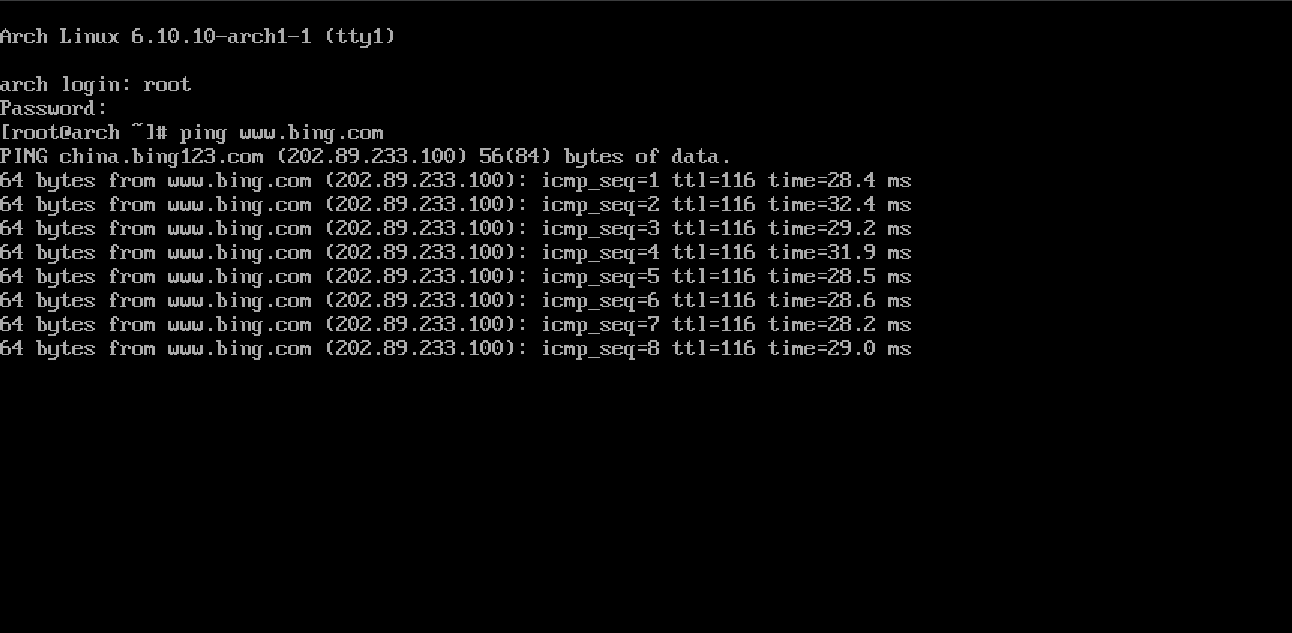 Arch Linux 6.10.10-arch1-1 (tty1)
arch login: root
Password:
[root@arch ~]# ping www.bing.com
PING china.bing123.com (202.89.233.100) 56(84) bytes of data.
64 bytes from www.bing.com (202.89.233.100): icmp_seq=1 ttl=116 time=28.4 ms
64 bytes from www.bing.com (202.89.233.100): icmp_seq=2 ttl=116 time=32.4 ms
64 bytes from www.bing.com (202.89.233.100): icmp_seq=3 ttl=116 time=29.2 ms
64 bytes from www.bing.com (202.89.233.100): icmp_seq=4 ttl=116 time=31.9 ms
64 bytes from www.bing.com (202.89.233.100): icmp_seq=5 ttl=116 time=28.5 ms
64 bytes from www.bing.com (202.89.233.100): icmp_seq=6 ttl=116 time=28.6 ms
64 bytes from www.bing.com (202.89.233.100): icmp_seq=7 ttl=116 time=28.2 ms
64 bytes from www.bing.com (202.89.233.100): icmp_seq=8 ttl=116 time=29.0 ms